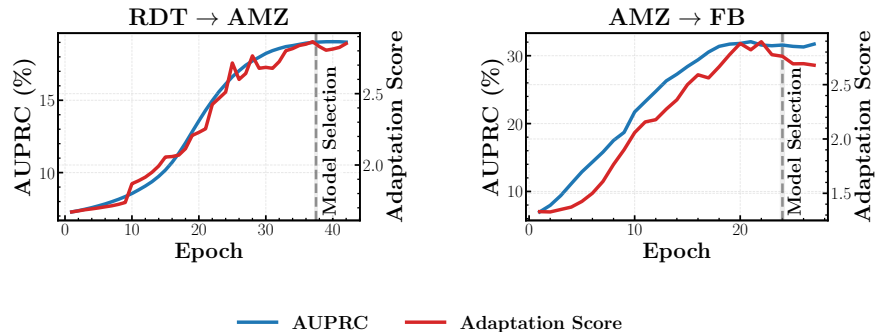 RDT → AMZ
AUPRC (%)
15
10
0
10
20
30
40
Epoch
Model Selection
2.5
2.0
Adaptation Score
AMZ → FB
AUPRC (%)
30
20
10
0
10
20
Epoch
Model Selection
2.5
2.0
1.5
Adaptation Score
AUPRC
Adaptation Score